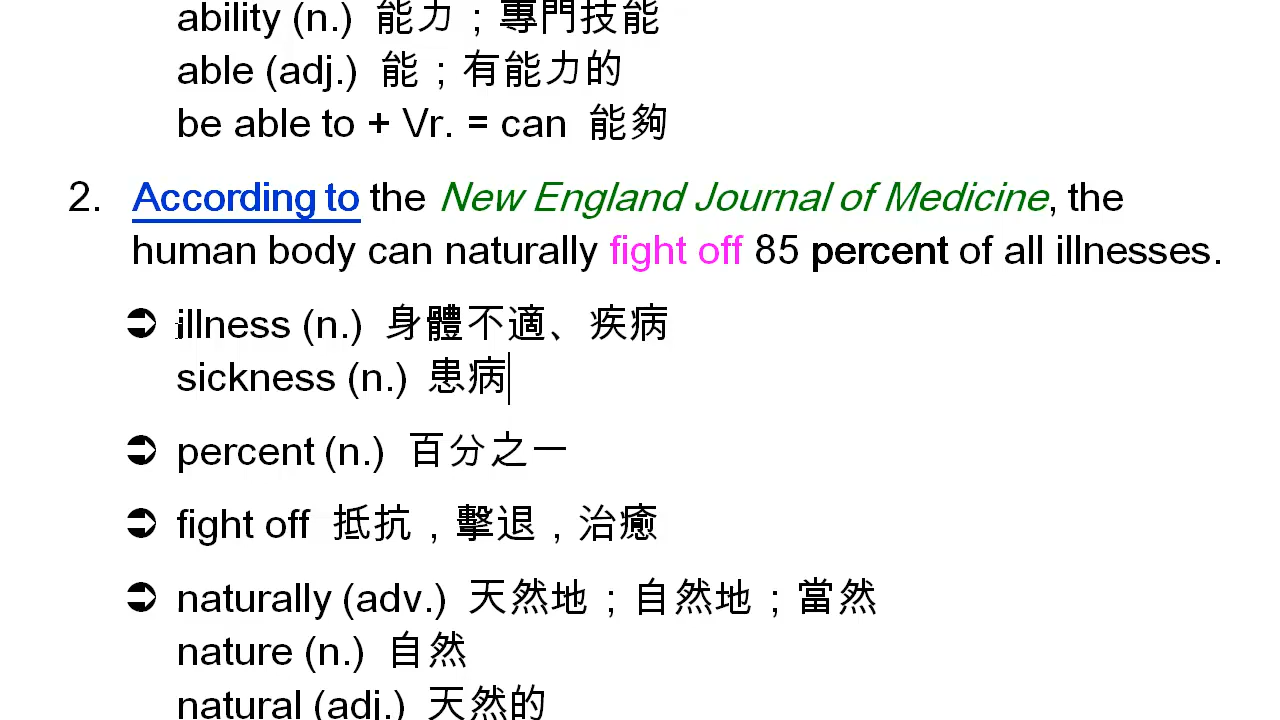 ability (n.) 能力；專門技能
able (adj.) 能；有能力的
be able to + Vr. = can 能夠
2. According to the New England Journal of Medicine, the
human body can naturally fight off 85 percent of all illnesses.
➲ illness (n.) 身體不適、疾病
sickness (n.) 患病
➲ percent (n.) 百分之一
➲ fight off 抵抗，擊退，治癒
➲ naturally (adv.) 天然地；自然地；當然
nature (n.) 自然
natural (adj.) 天然的